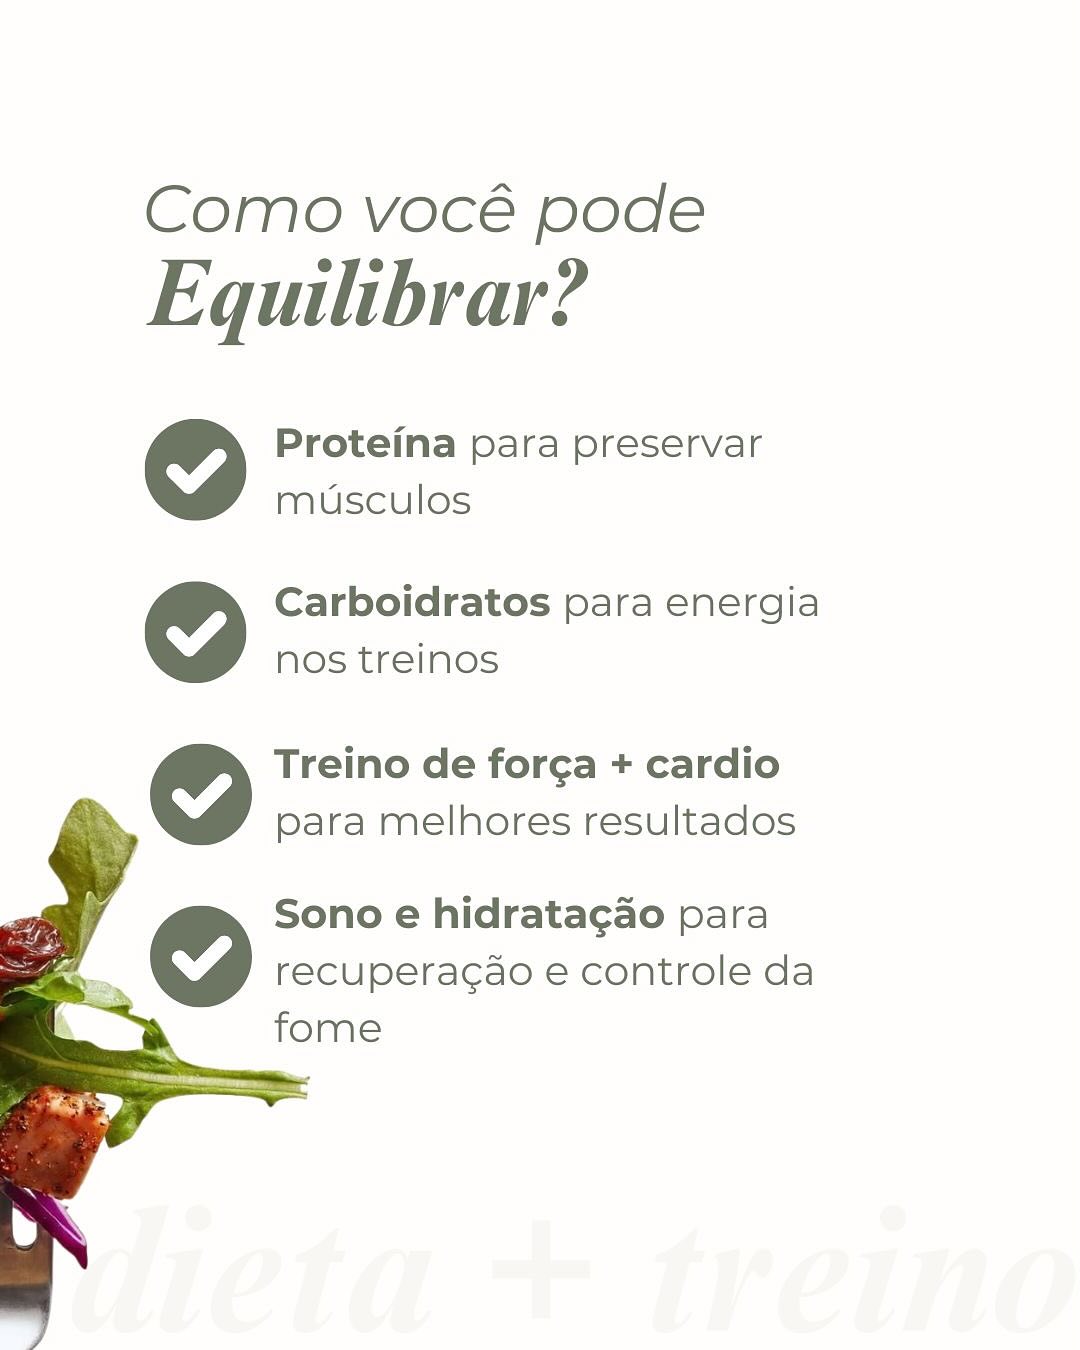 Como você pode
Equilibrar?
Proteína para preservar
músculos
Carboidratos para energia
nos treinos
Treino de força + cardio
para melhores resultados
Sono e hidratação para
recuperação e controle da
fome
dieta + treino